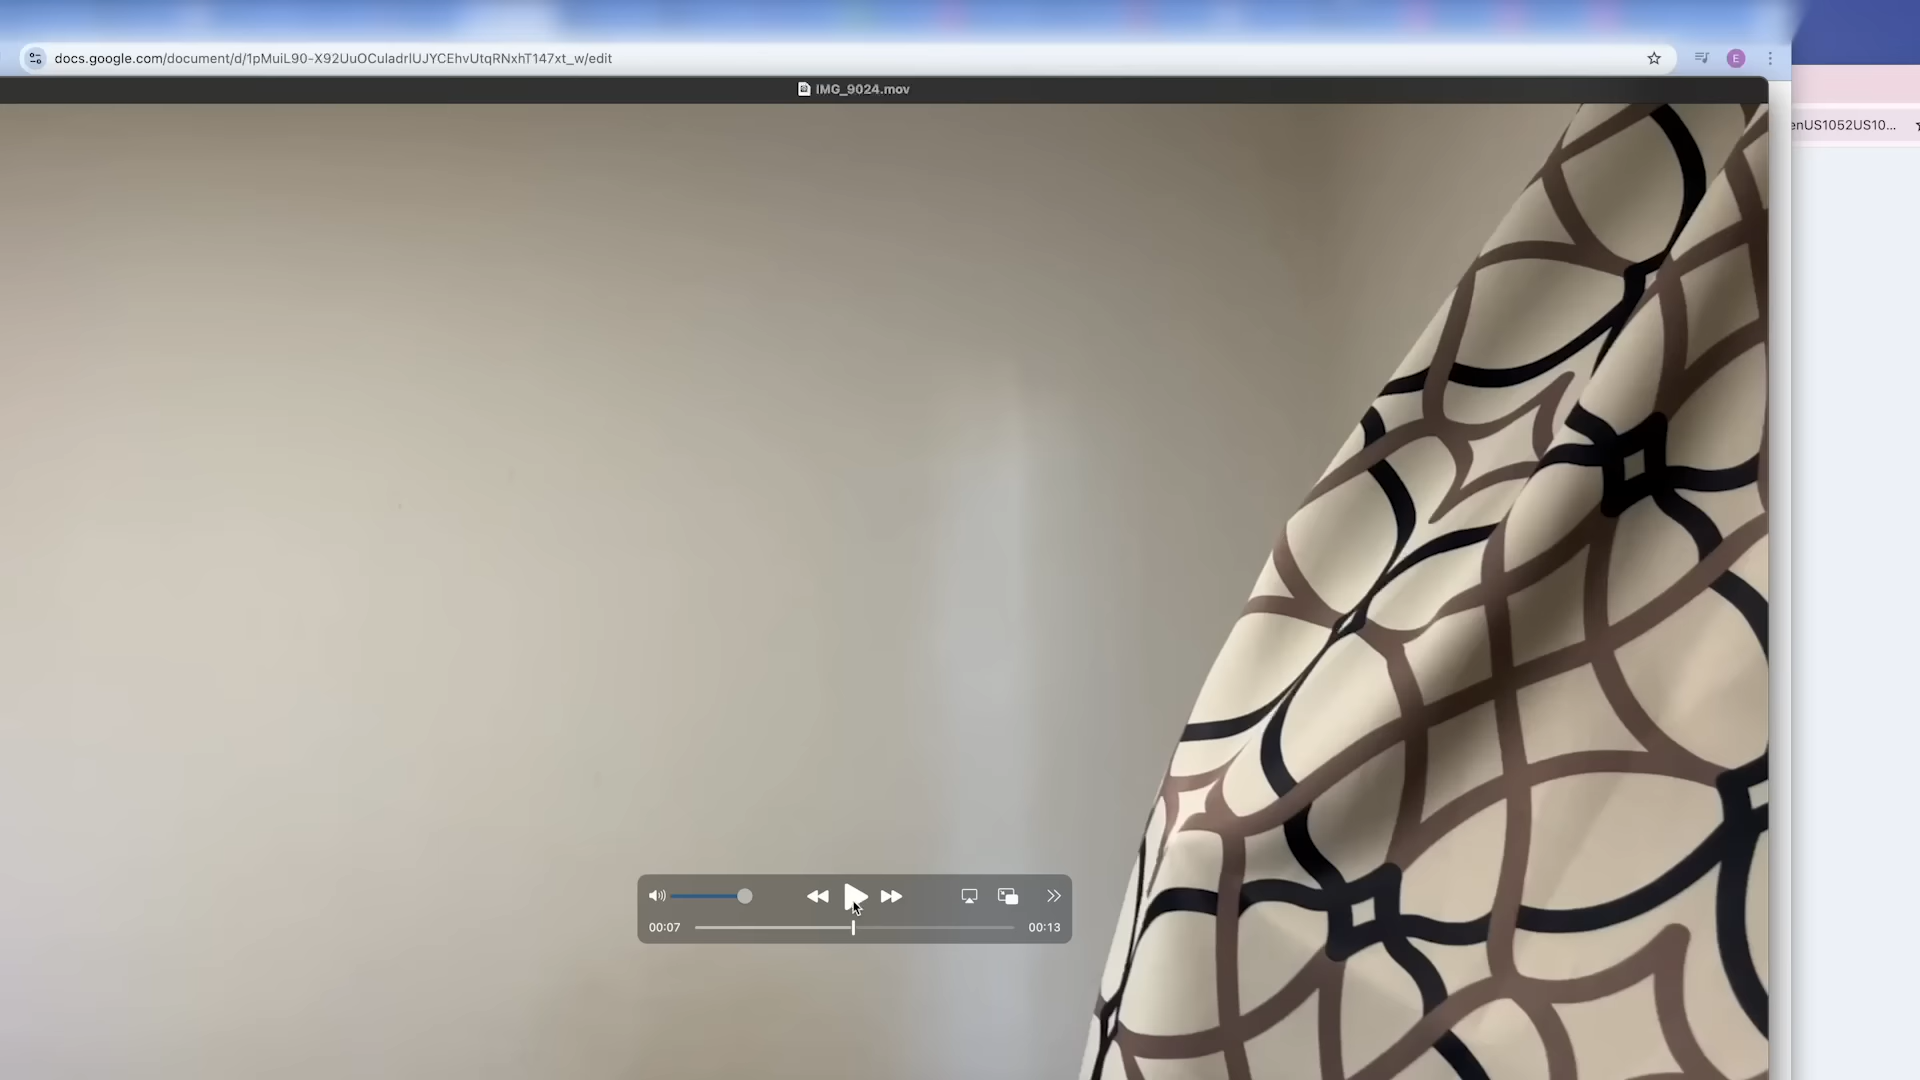 docs.google.com/document/d/1pMuiL90-X92UuOCuladrlUJYCEhvUtqRNxhT147xt_w/edit
E
IMG_9024.mov
enUS1052US10...
00:07
00:13